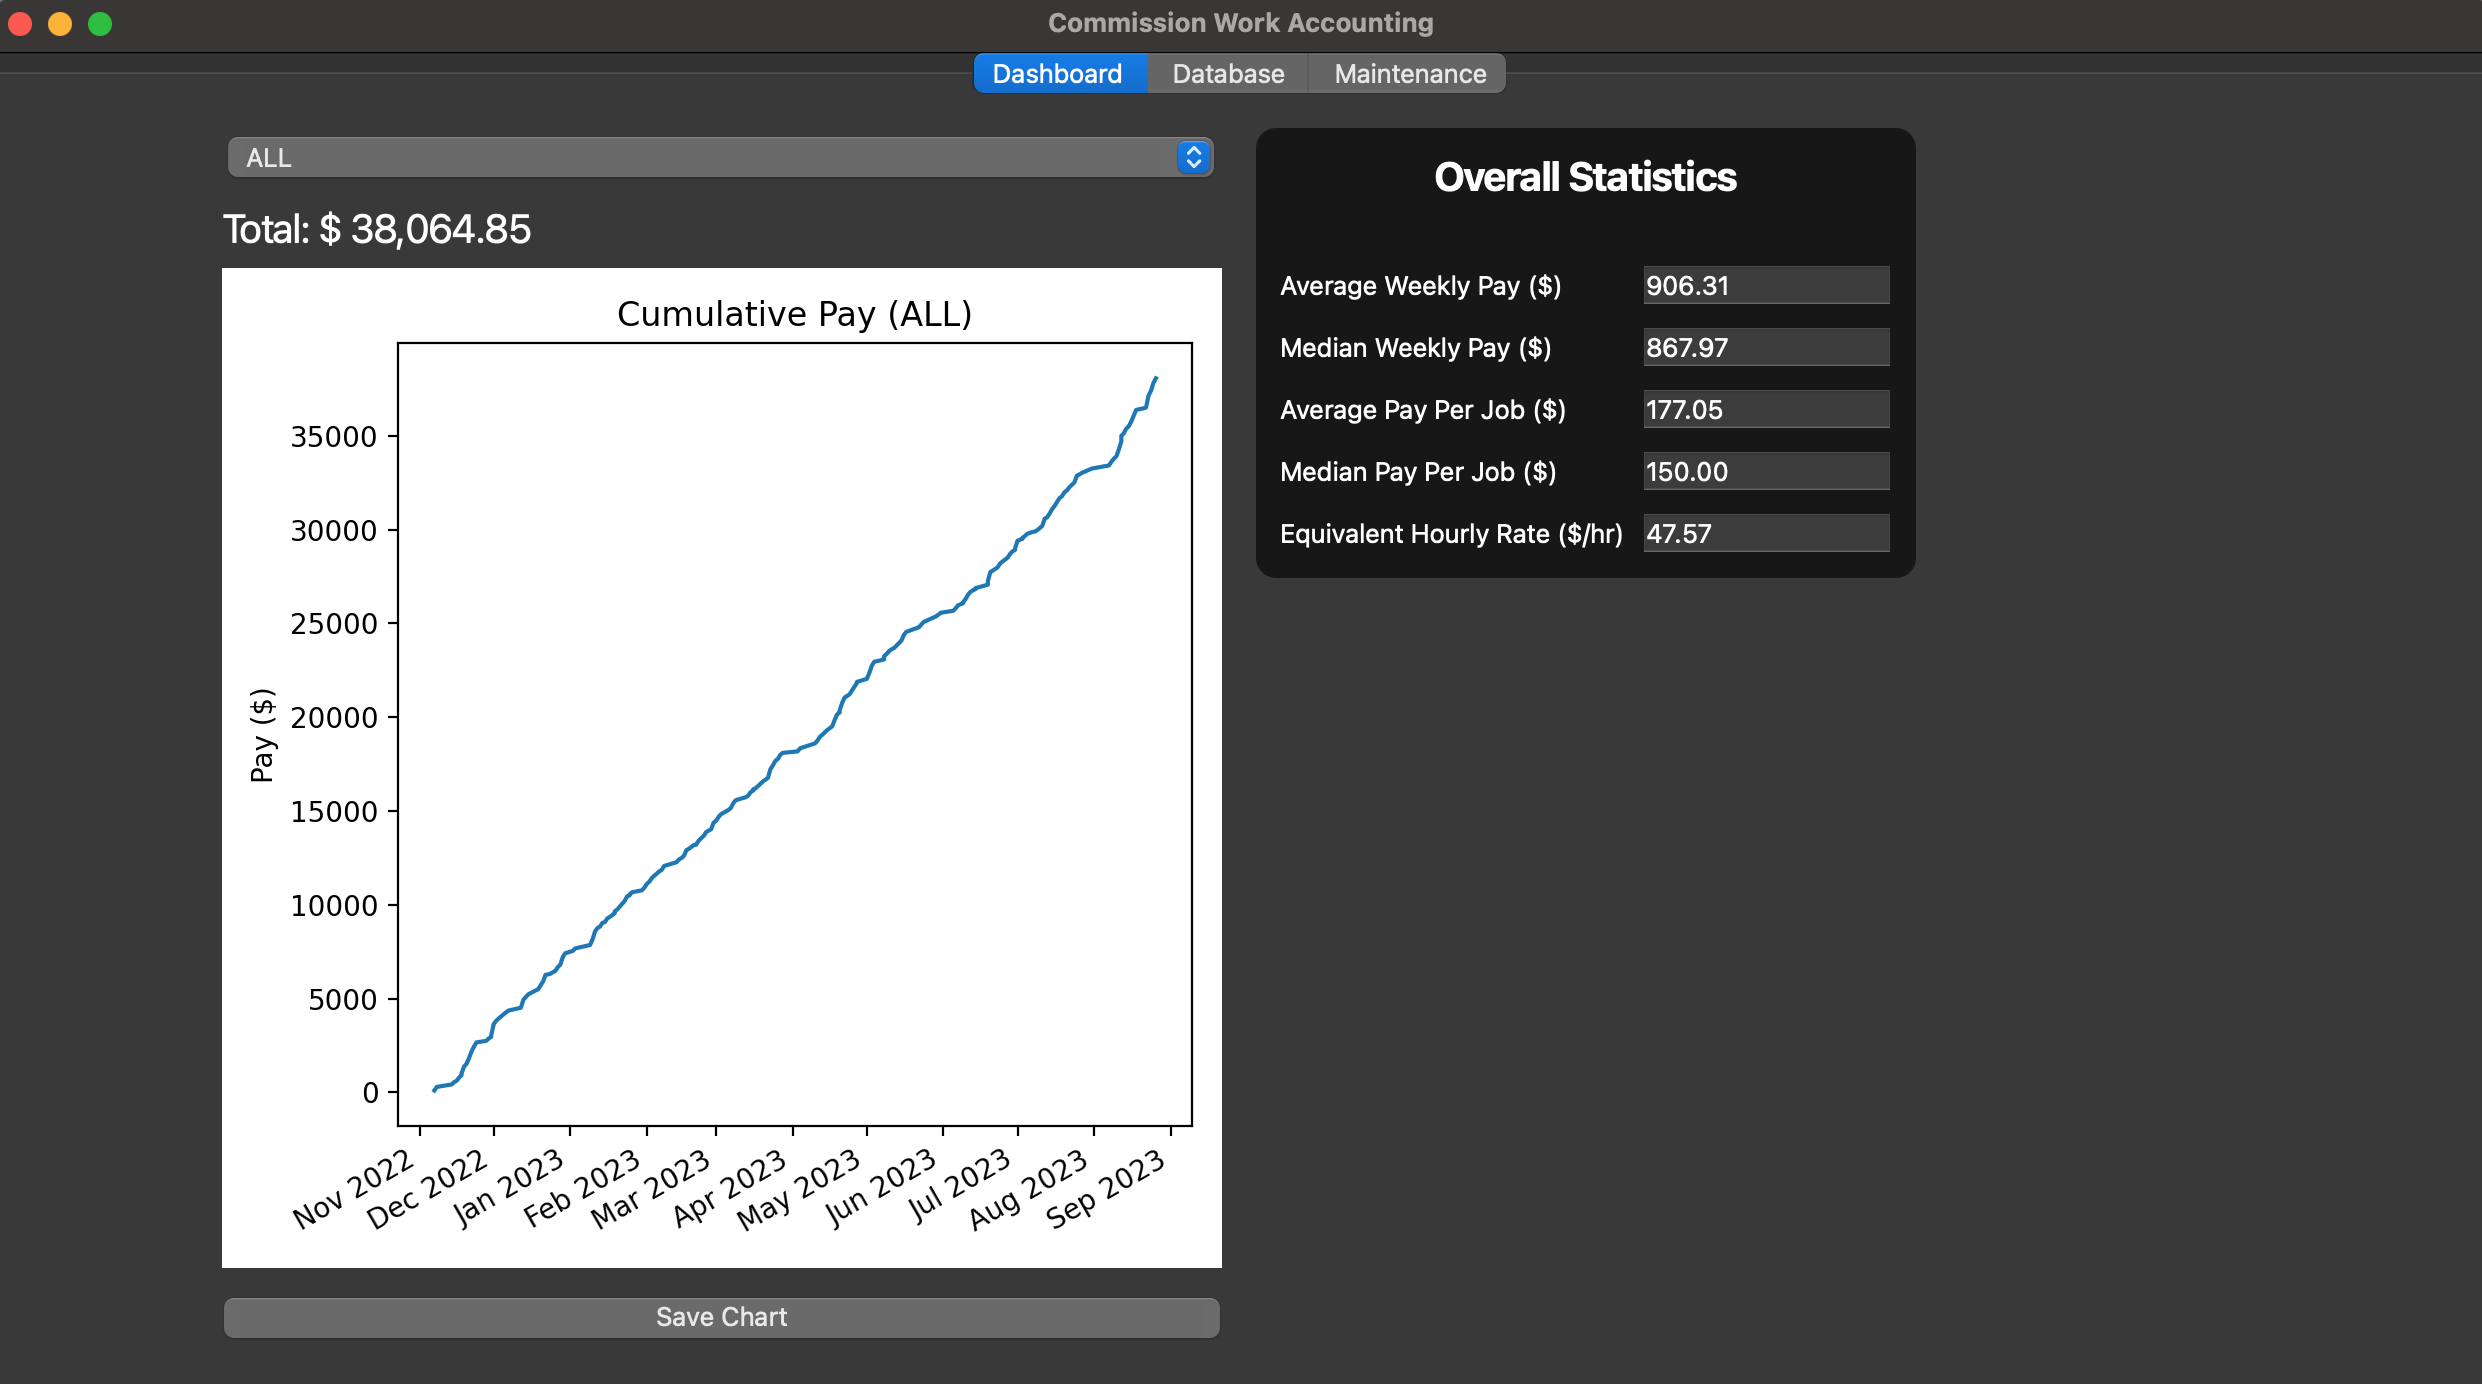 Commission Work Accounting
Dashboard Database Maintenance
ALL
Total: $ 38,064.85
Cumulative Pay (ALL)
Pay ($)
35000
30000
25000
20000
15000
10000
5000
0
Nov 2022
Dec 2022
Jan 2023
Feb 2023
Mar 2023
Apr 2023
May 2023
Jun 2023
Jul 2023
Aug 2023
Sep 2023
Save Chart
Overall Statistics
Average Weekly Pay ($) 906.31
Median Weekly Pay ($) 867.97
Average Pay Per Job ($) 177.05
Median Pay Per Job ($) 150.00
Equivalent Hourly Rate ($/hr) 47.57